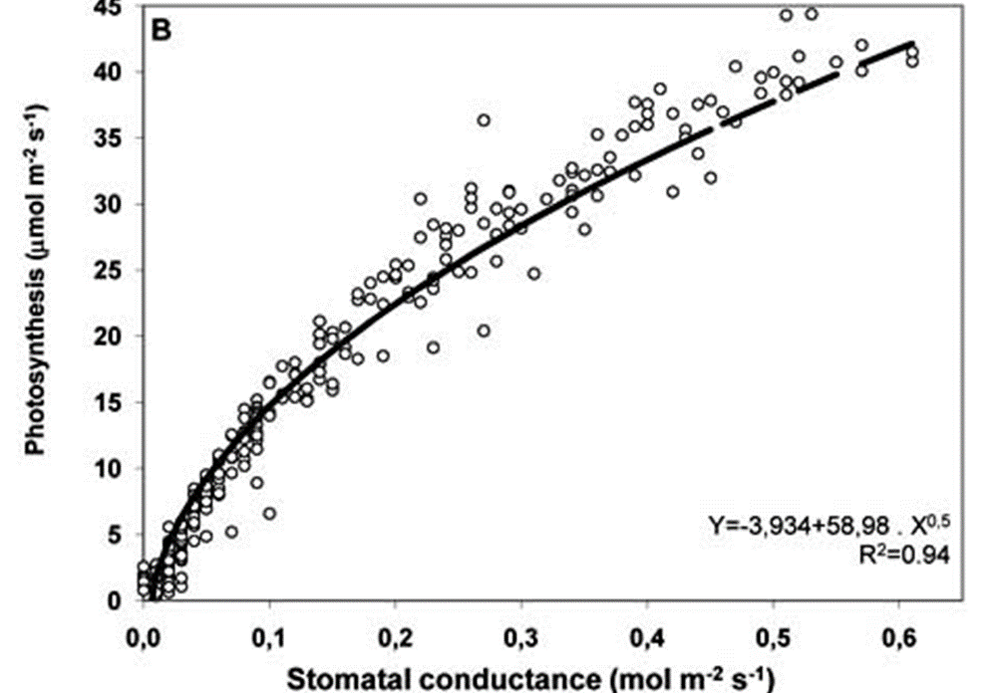 B
Photosynthesis (µmol m-2 s-1)
45
40
35
30
25
20
15
10
5
0
Y=-3,934+58,98 . X0,5
R2=0.94
0,0 0,1 0,2 0,3 0,4 0,5 0,6
Stomatal conductance (mol m-2 s-1)